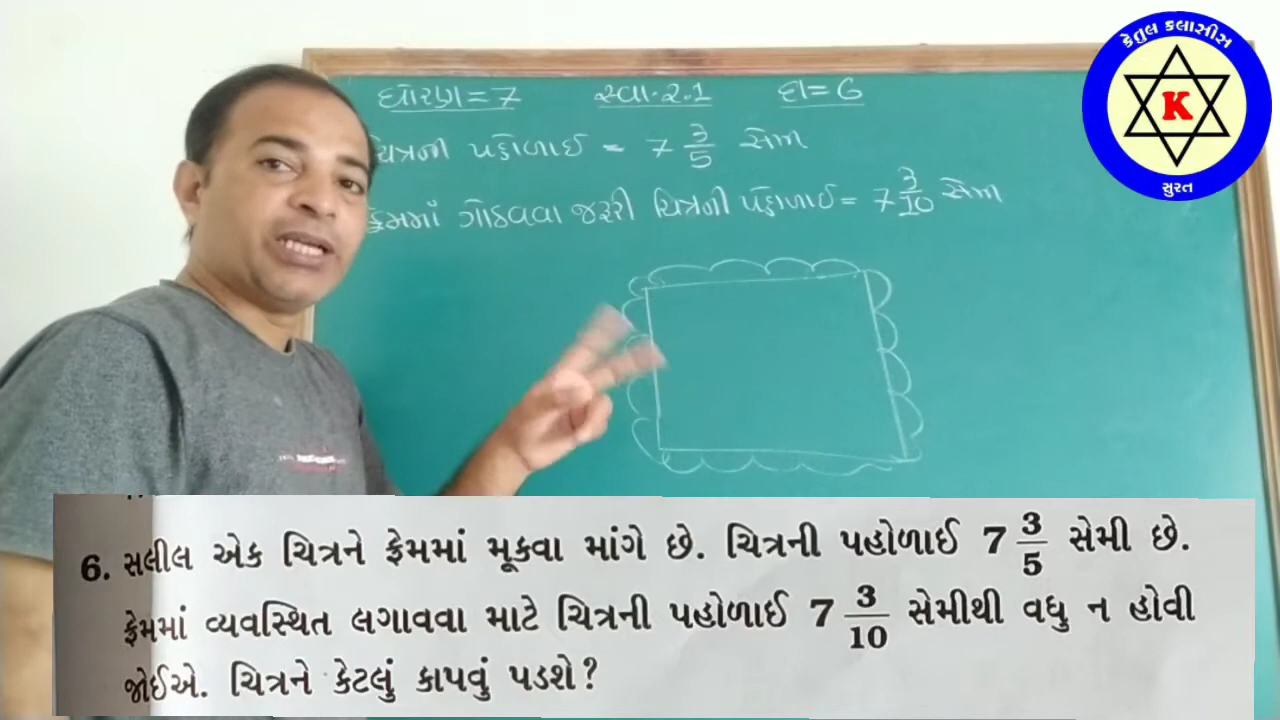 ધોરણ = 7 સ્વા. 2.1 દા = 6
ચિત્રની પહોળાઈ = 7 3/5 સેમી
ફ્રેમમાં ગોઠવવા જરૂરી ચિત્રની પહોળાઈ = 7 3/10 સેમી
કેતુલ કલાસીસ
K
સુરત
6. સલીલ એક ચિત્રને ફ્રેમમાં મૂકવા માંગે છે. ચિત્રની પહોળાઈ 7 3/5 સેમી છે.
ફ્રેમમાં વ્યવસ્થિત લગાવવા માટે ચિત્રની પહોળાઈ 7 3/10 સેમીથી વધુ ન હોવી
જોઈએ. ચિત્રને કેટલું કાપવું પડશે?